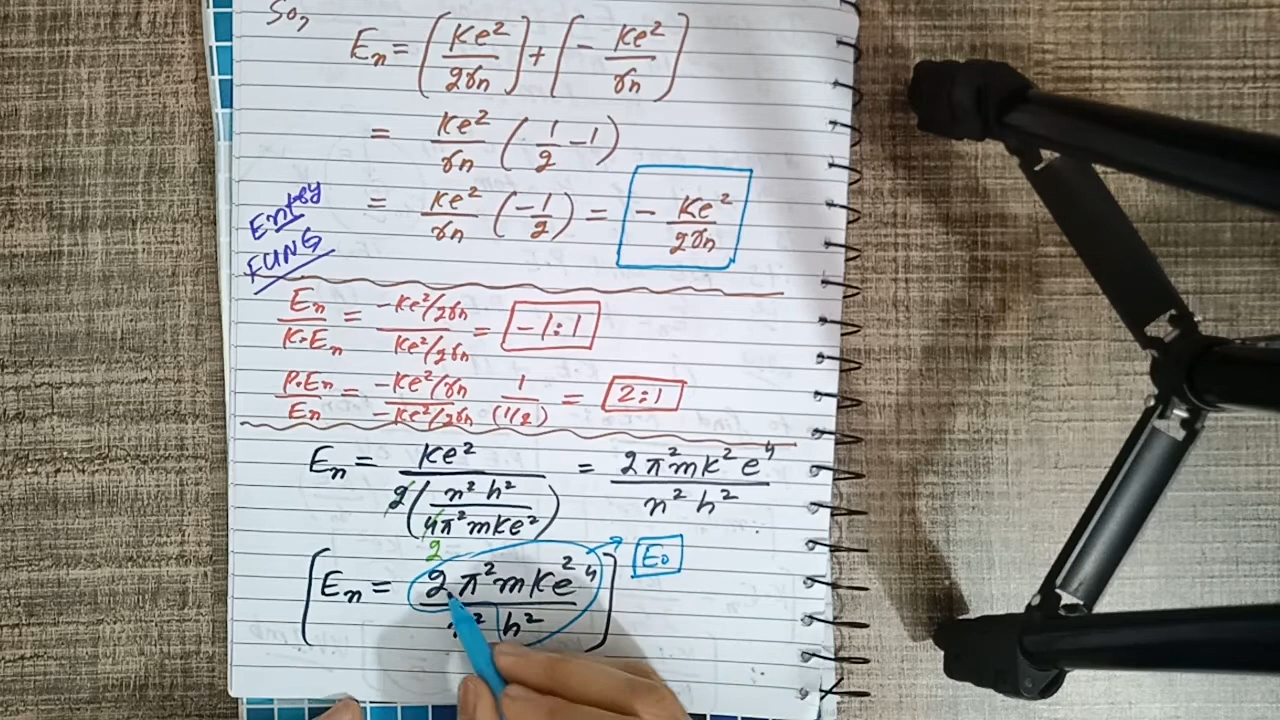 So,
En = (Ke²/2rn) + (- Ke²/rn)
= Ke²/rn (1/2 - 1)
= Ke²/rn (-1/2) = - Ke²/2rn
En/K.En = -Ke²/2rn / Ke²/2rn = -1:1
P.En/En = -Ke²/rn / -Ke²/2rn 1/(1/2) = 2:1
En = Ke² / 2(n²h²/4π²mKe²) = 2π²mK²e⁴/n²h²
2
[En = 2π²mKe² ⁴/n²h²] E₀